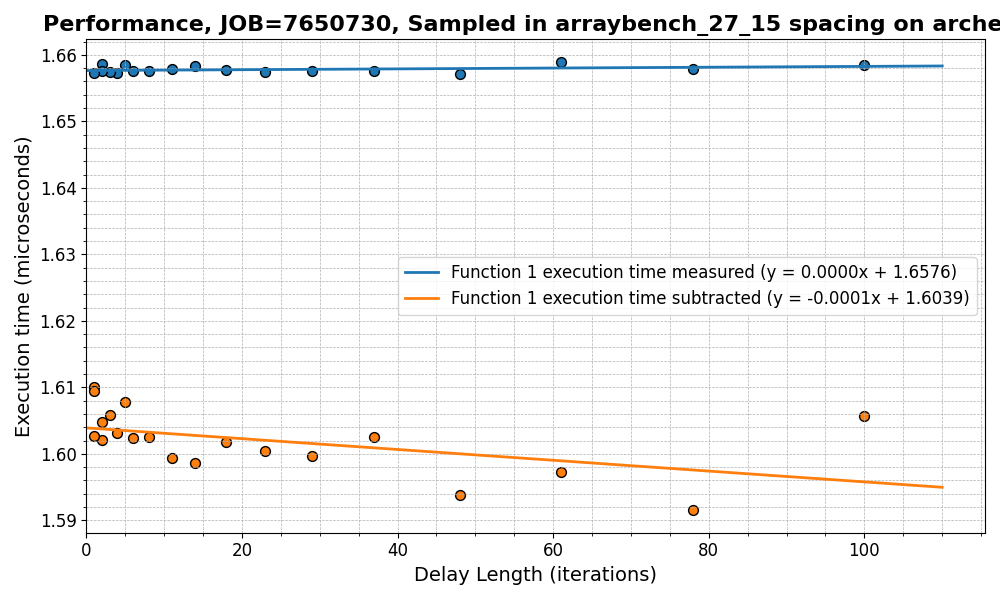 Performance, JOB=7650730, Sampled in arraybench_27_15 spacing on arche
Execution time (microseconds)
1.66
1.65
1.64
1.63
1.62
1.61
1.60
1.59
Function 1 execution time measured (y = 0.0000x + 1.6576)
Function 1 execution time subtracted (y = -0.0001x + 1.6039)
0 20 40 60 80 100
Delay Length (iterations)